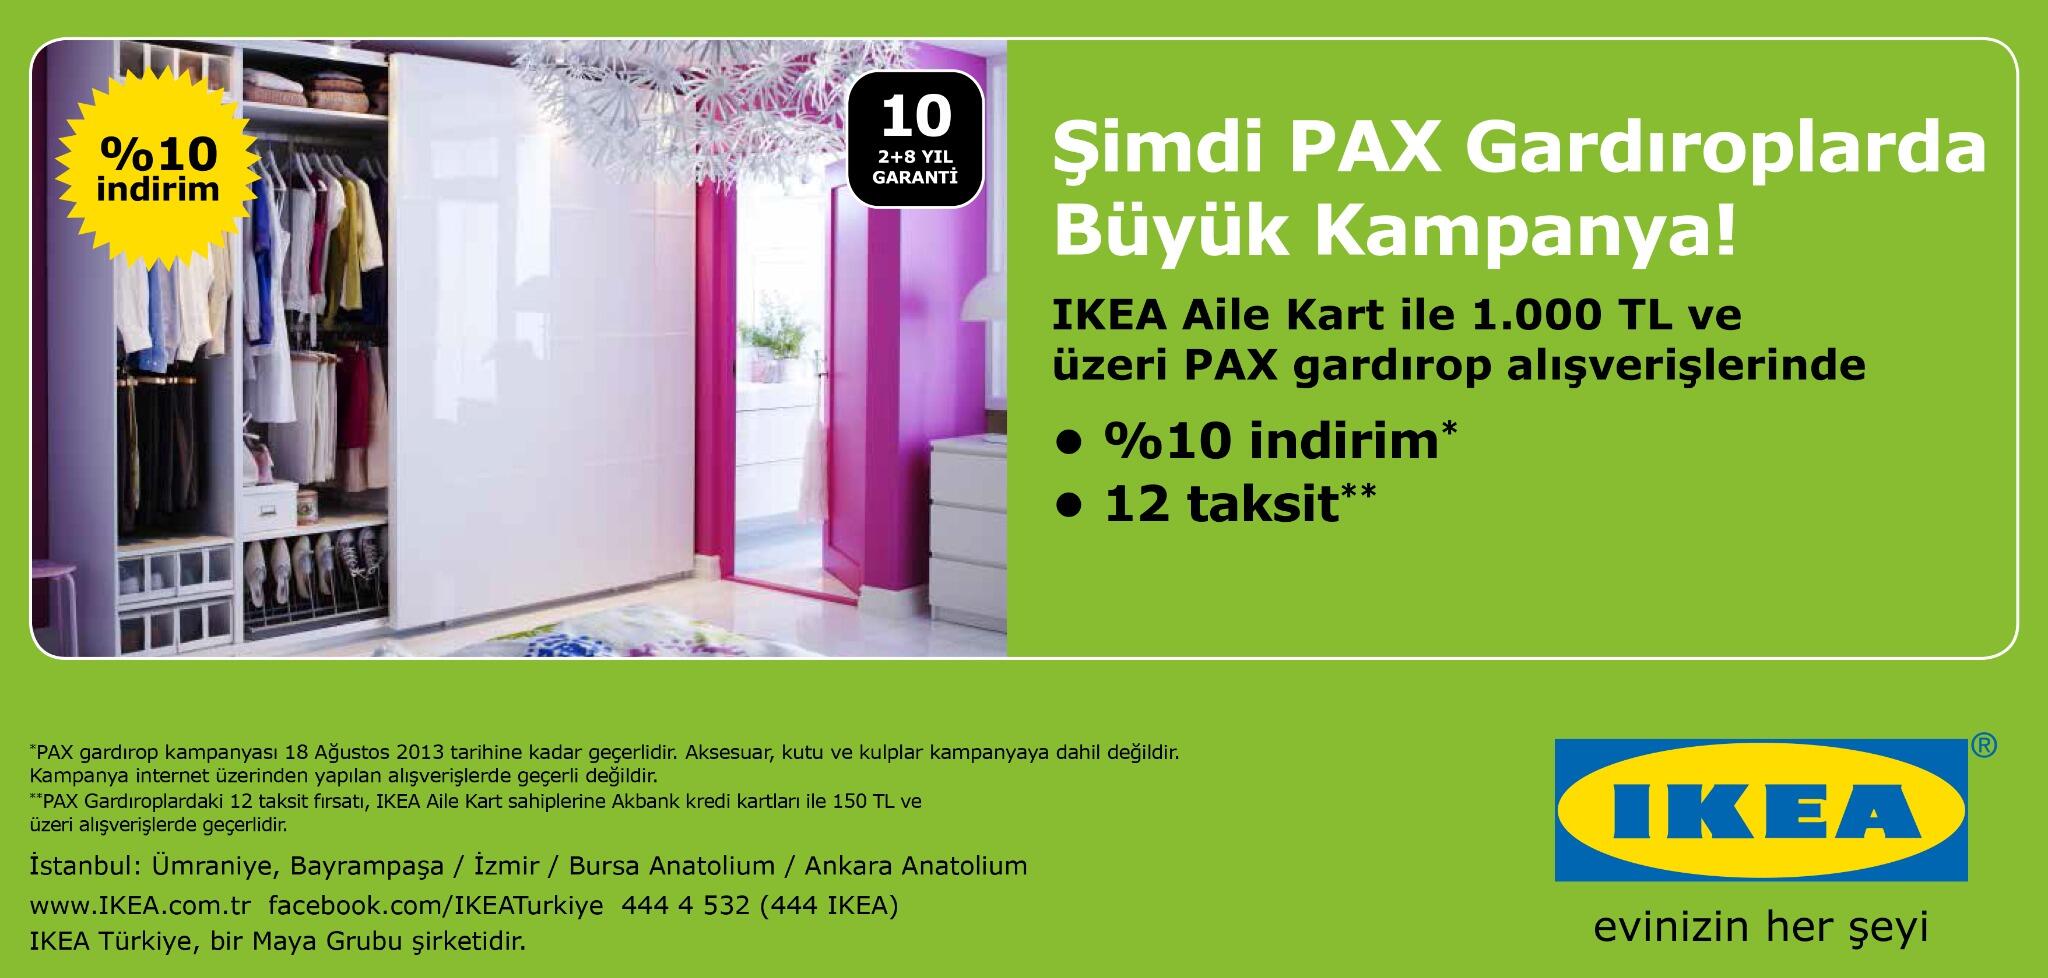 %10
indirim
10
2+8 YIL
GARANTİ
Şimdi PAX Gardıroplarda
Büyük Kampanya!
IKEA Aile Kart ile 1.000 TL ve
üzeri PAX gardırop alışverişlerinde
● %10 indirim*
● 12 taksit**
*PAX gardırop kampanyası 18 Ağustos 2013 tarihine kadar geçerlidir. Aksesuar, kutu ve kulplar kampanyaya dahil değildir.
Kampanya internet üzerinden yapılan alışverişlerde geçerli değildir.
**PAX Gardıroplardaki 12 taksit fırsatı, IKEA Aile Kart sahiplerine Akbank kredi kartları ile 150 TL ve
üzeri alışverişlerde geçerlidir.
İstanbul: Ümraniye, Bayrampaşa / İzmir / Bursa Anatolium / Ankara Anatolium
www.IKEA.com.tr facebook.com/IKEATurkiye 444 4 532 (444 IKEA)
IKEA Türkiye, bir Maya Grubu şirketidir.
IKEA®
evinizin her şeyi